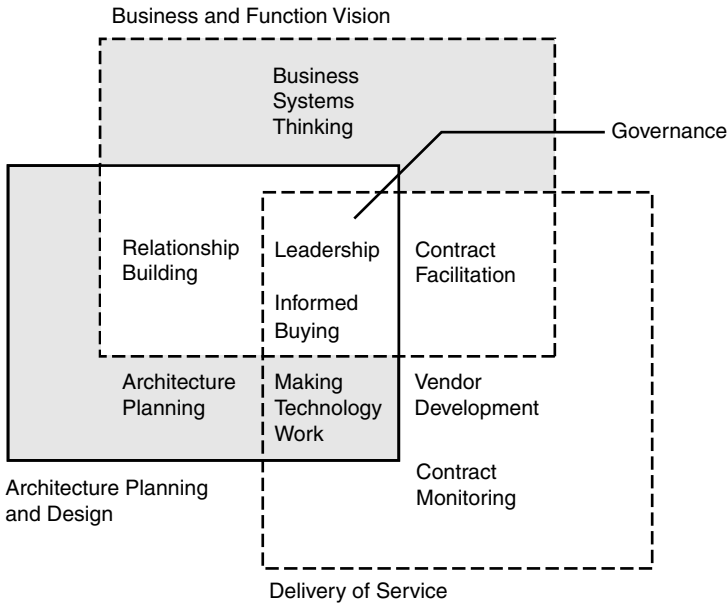 Business and Function Vision
Business
Systems
Thinking
Governance
Relationship
Building
Leadership
Informed
Buying
Contract
Facilitation
Architecture
Planning
Making
Technology
Work
Vendor
Development
Contract
Monitoring
Architecture Planning
and Design
Delivery of Service